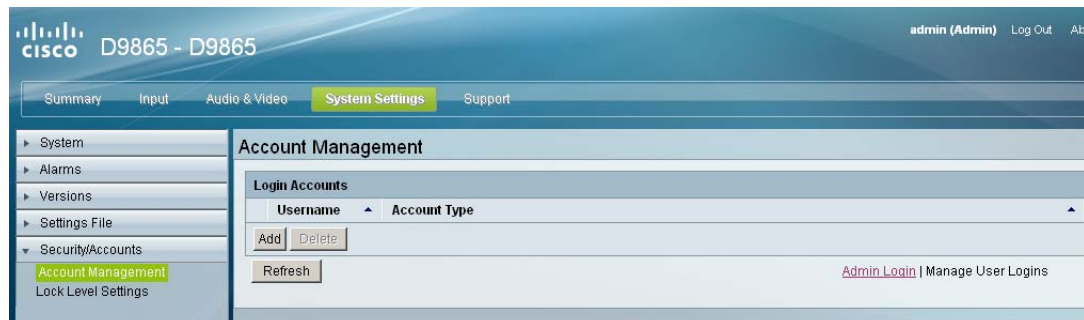 CISCO D9865 - D9865
admin (Admin) Log Out
Summary Input Audio & Video System Settings Support
System
Alarms
Versions
Settings File
Security/Accounts
Account Management
Lock Level Settings
Account Management
Login Accounts
Username Account Type
Add Delete
Refresh
Admin Login | Manage User Logins